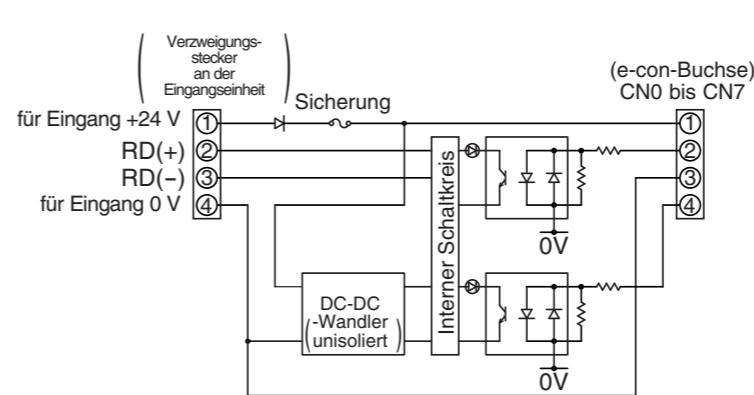 Verzweigungs-
stecker
an der
Eingangseinheit
Sicherung
(e-con-Buchse)
CN0 bis CN7
für Eingang +24 V ①
RD(+) ②
RD(−) ③
für Eingang 0 V ④
①
②
③
④
Interner Schaltkreis
0V
DC-DC
-Wandler
(unisoliert)
0V